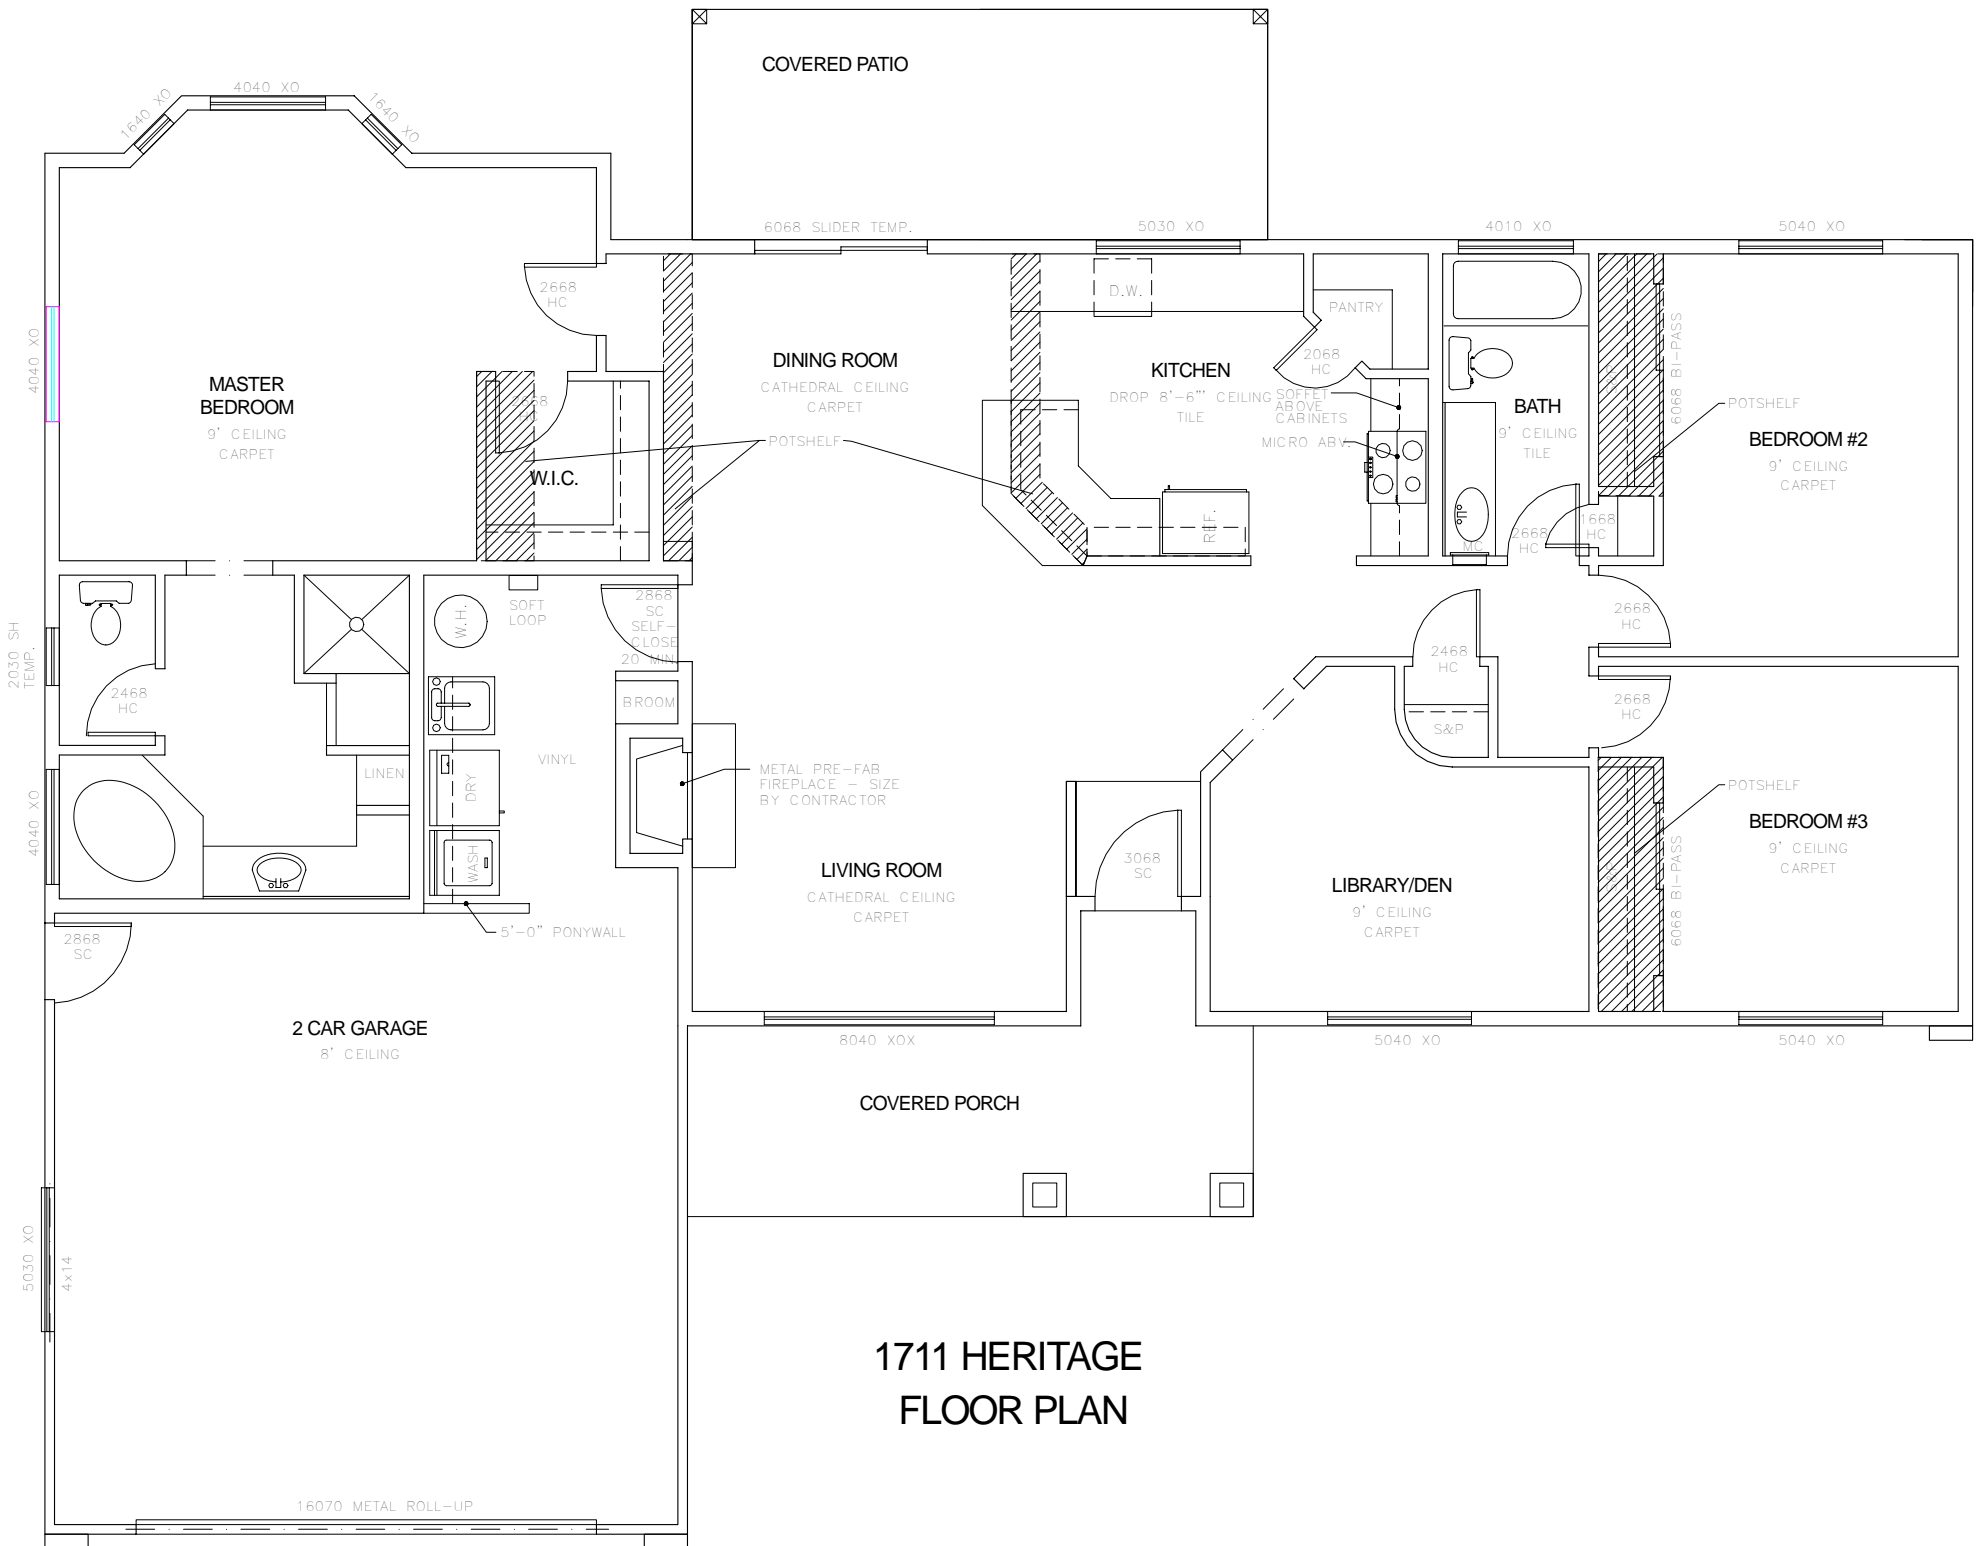 COVERED PATIO
4040 XO
1640 XO
1640 XO
6068 SLIDER TEMP.
5030 XO
4010 XO
5040 XO
2668
HC
D.W.
PANTRY
4040 XO
MASTER
BEDROOM
9' CEILING
CARPET
2668
HC
W.I.C.
DINING ROOM
CATHEDRAL CEILING
CARPET
POTSHELF
KITCHEN
DROP 8'-6"' CEILING
TILE
2068
HC
SOFFET
ABOVE
CABINETS
MICRO ABV.
REF.
BATH
9' CEILING
TILE
MC
2668
HC
1668
HC
6068 BI-PASS
POTSHELF
BEDROOM #2
9' CEILING
CARPET
2030 SH
TEMP.
2468
HC
W.H.
SOFT
LOOP
2868
SC
SELF-
CLOSE
20 MIN.
BROOM
VINYL
LINEN
DRY
WASH
4040 XO
METAL PRE-FAB
FIREPLACE - SIZE
BY CONTRACTOR
5'-0" PONYWALL
2468
HC
S&P
2668
HC
2668
HC
LIVING ROOM
CATHEDRAL CEILING
CARPET
3068
SC
LIBRARY/DEN
9' CEILING
CARPET
6068 BI-PASS
POTSHELF
BEDROOM #3
9' CEILING
CARPET
2868
SC
2 CAR GARAGE
8' CEILING
8040 XOX
5040 XO
5040 XO
COVERED PORCH
5030 XO
4x14
16070 METAL ROLL-UP
1711 HERITAGE
FLOOR PLAN